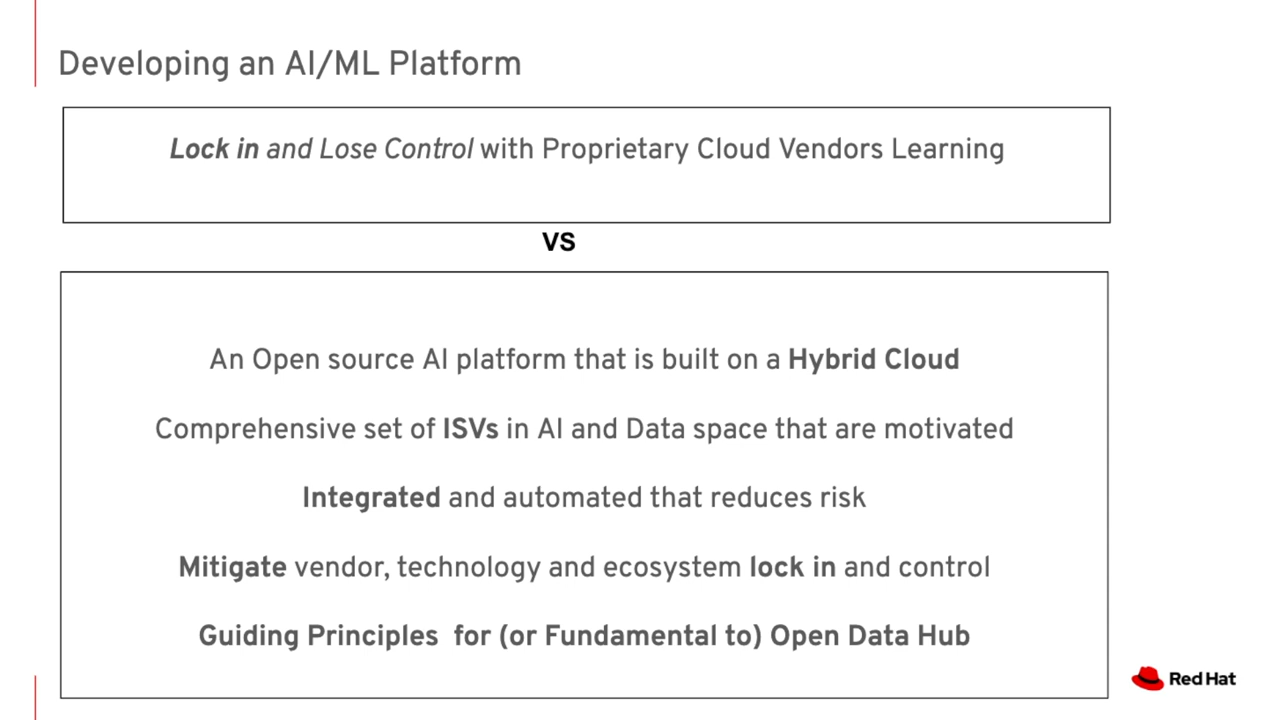 Developing an AI/ML Platform
Lock in and Lose Control with Proprietary Cloud Vendors Learning
VS
An Open source AI platform that is built on a Hybrid Cloud
Comprehensive set of ISVs in AI and Data space that are motivated
Integrated and automated that reduces risk
Mitigate vendor, technology and ecosystem lock in and control
Guiding Principles for (or Fundamental to) Open Data Hub
Red Hat